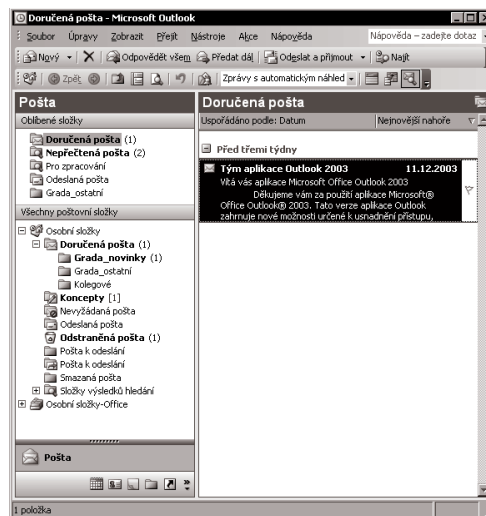 Doručená pošta - Microsoft Outlook
Soubor Úpravy Zobrazit Přejít Nástroje Akce Nápověda Nápověda – zadejte dotaz
Nový Odpovědět všem Předat dál Odeslat a přijmout Najít
Zpět Zprávy s automatickým náhled
Pošta
Oblíbené složky
Doručená pošta (1)
Nepřečtená pošta (2)
Pro zpracování
Odeslaná pošta
Grada_ostatní
Všechny poštovní složky
Osobní složky
Doručená pošta (1)
Grada_novinky (1)
Grada_ostatní
Kolegové
Koncepty [1]
Nevyžádaná pošta
Odeslaná pošta
Odstraněná pošta (1)
Pošta k odeslání
Pošta k odeslání
Smazaná pošta
Složky výsledků hledání
Osobní složky-Office
Pošta
Doručená pošta
Uspořádáno podle: Datum Nejnovější nahoře
Před třemi týdny
Tým aplikace Outlook 2003 11.12.2003
Vítá vás aplikace Microsoft Office Outlook 2003
Děkujeme vám za použití aplikace Microsoft®
Office Outlook® 2003. Tato verze aplikace Outlook
zahrnuje nové možnosti určené k usnadnění přístupu,
1 položka